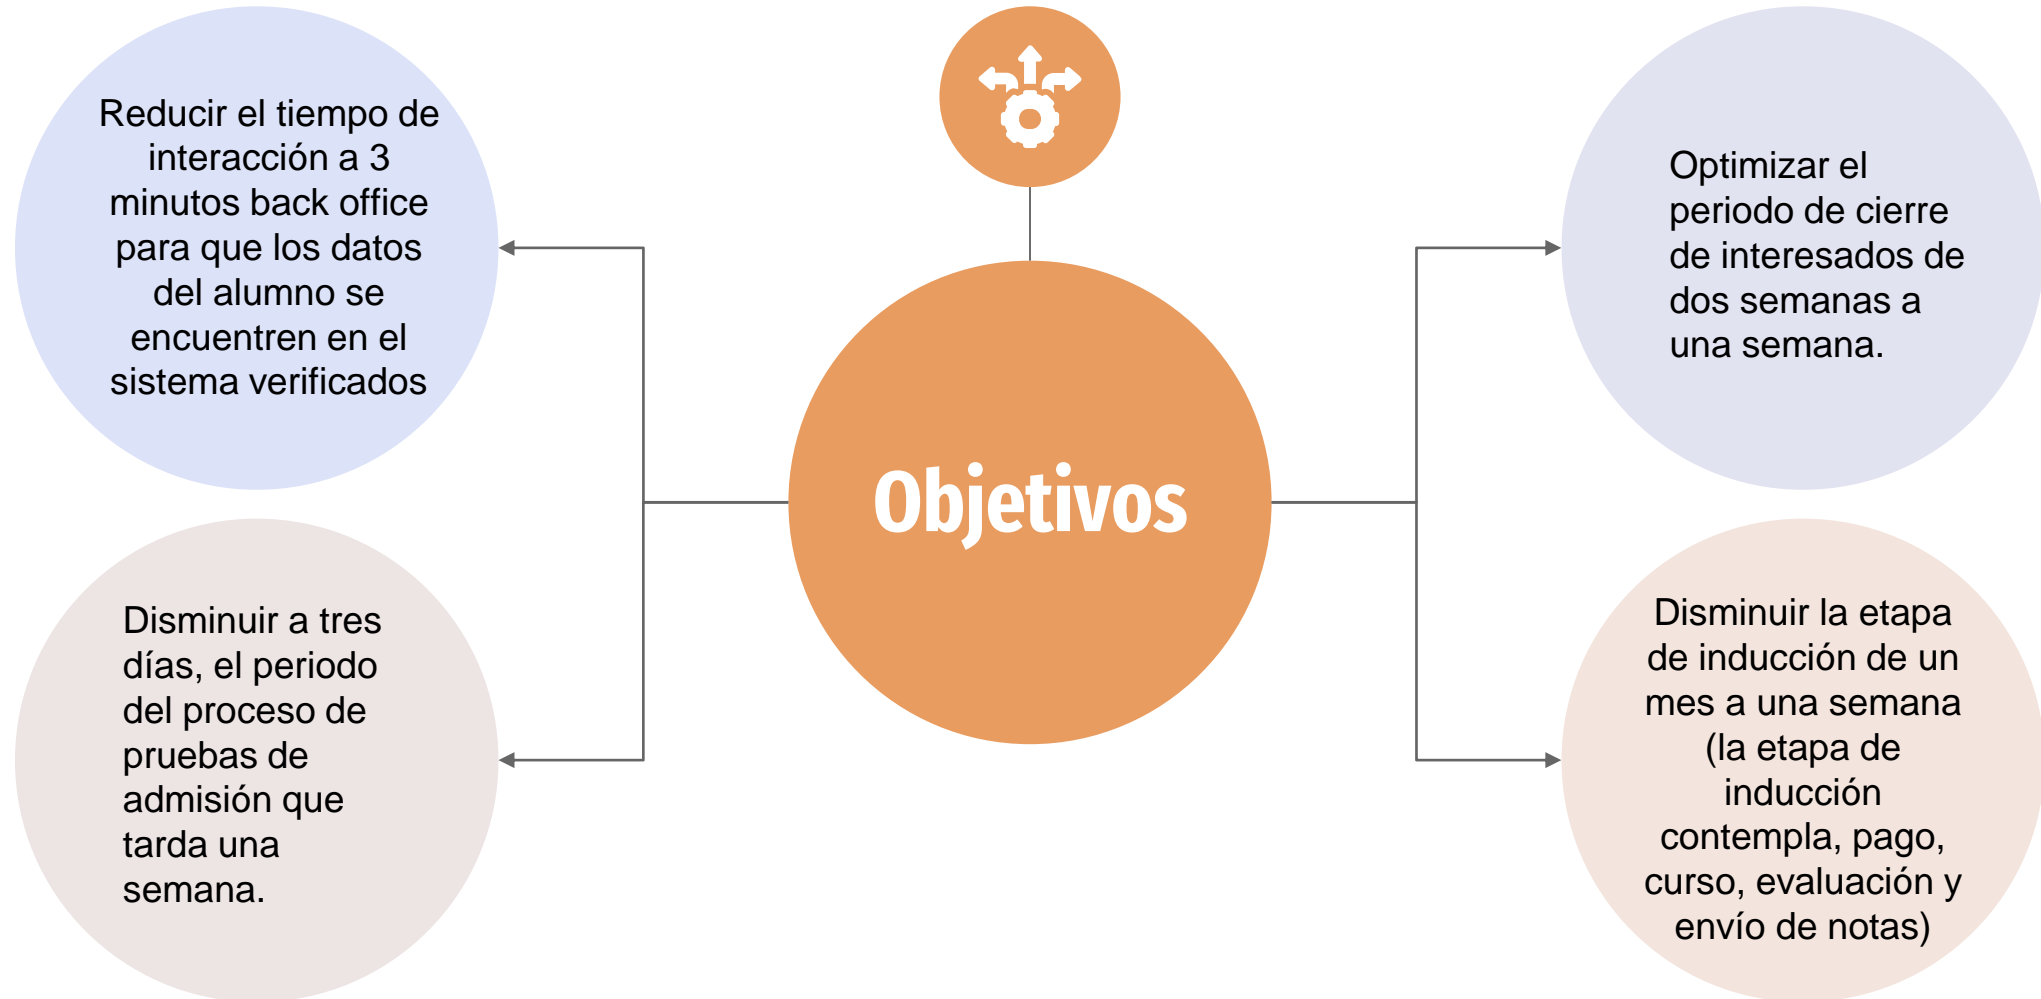 Reducir el tiempo de
interacción a 3
minutos back office
para que los datos
del alumno se
encuentren en el
sistema verificados
Optimizar el
periodo de cierre
de interesados de
dos semanas a
una semana.
Objetivos
Disminuir a tres
días, el periodo
del proceso de
pruebas de
admisión que
tarda una
semana.
Disminuir la etapa
de inducción de un
mes a una semana
(la etapa de
inducción
contempla, pago,
curso, evaluación y
envío de notas)